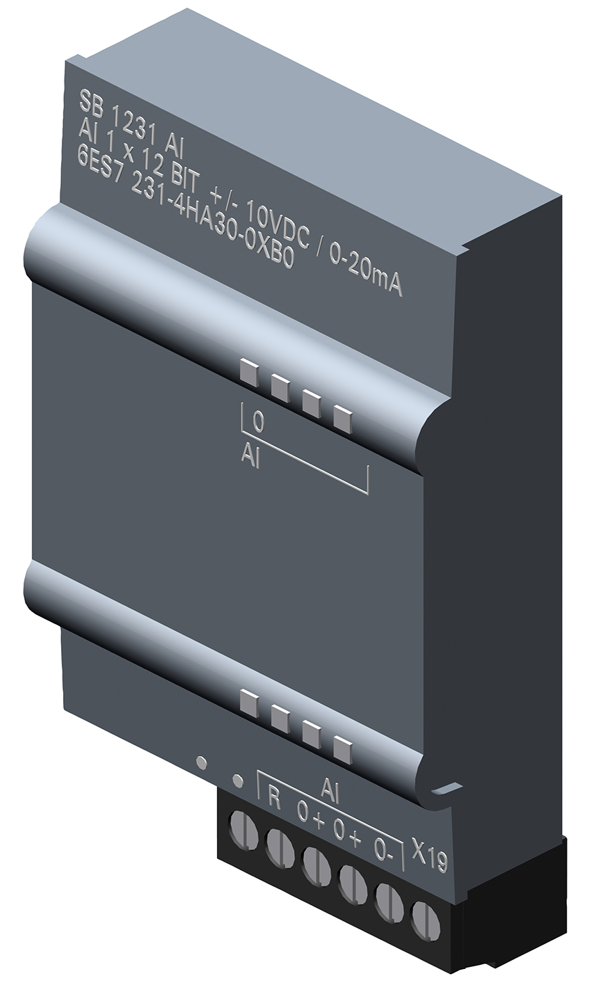 SB 1231 AI
AI 1 x 12 BIT +/- 10VDC / 0-20mA
6ES7 231-4HA30-0XB0
0
AI
AI
R 0+ 0+ 0- X19